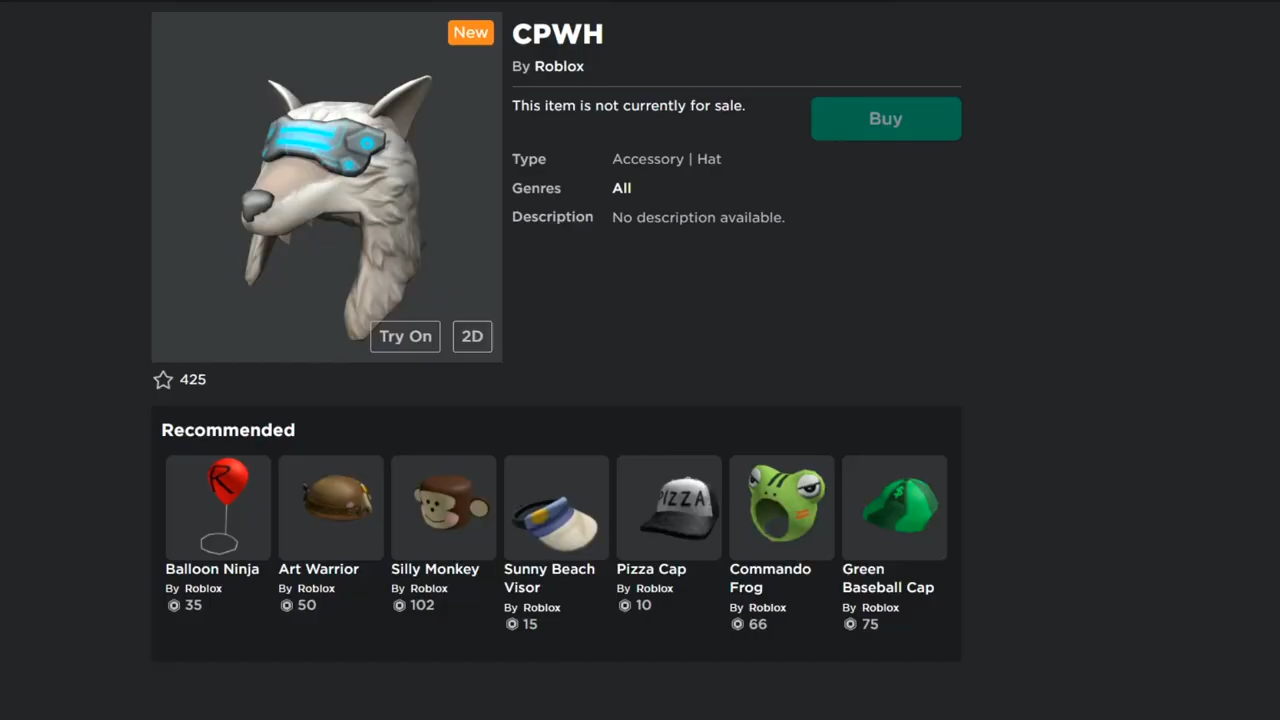 New
CPWH
By Roblox
This item is not currently for sale.
Buy
Type Accessory | Hat
Genres All
Description No description available.
Try On 2D
425
Recommended
R
PIZZA
$
Balloon Ninja
By Roblox
35
Art Warrior
By Roblox
50
Silly Monkey
By Roblox
102
Sunny Beach
Visor
By Roblox
15
Pizza Cap
By Roblox
10
Commando
Frog
By Roblox
66
Green
Baseball Cap
By Roblox
75